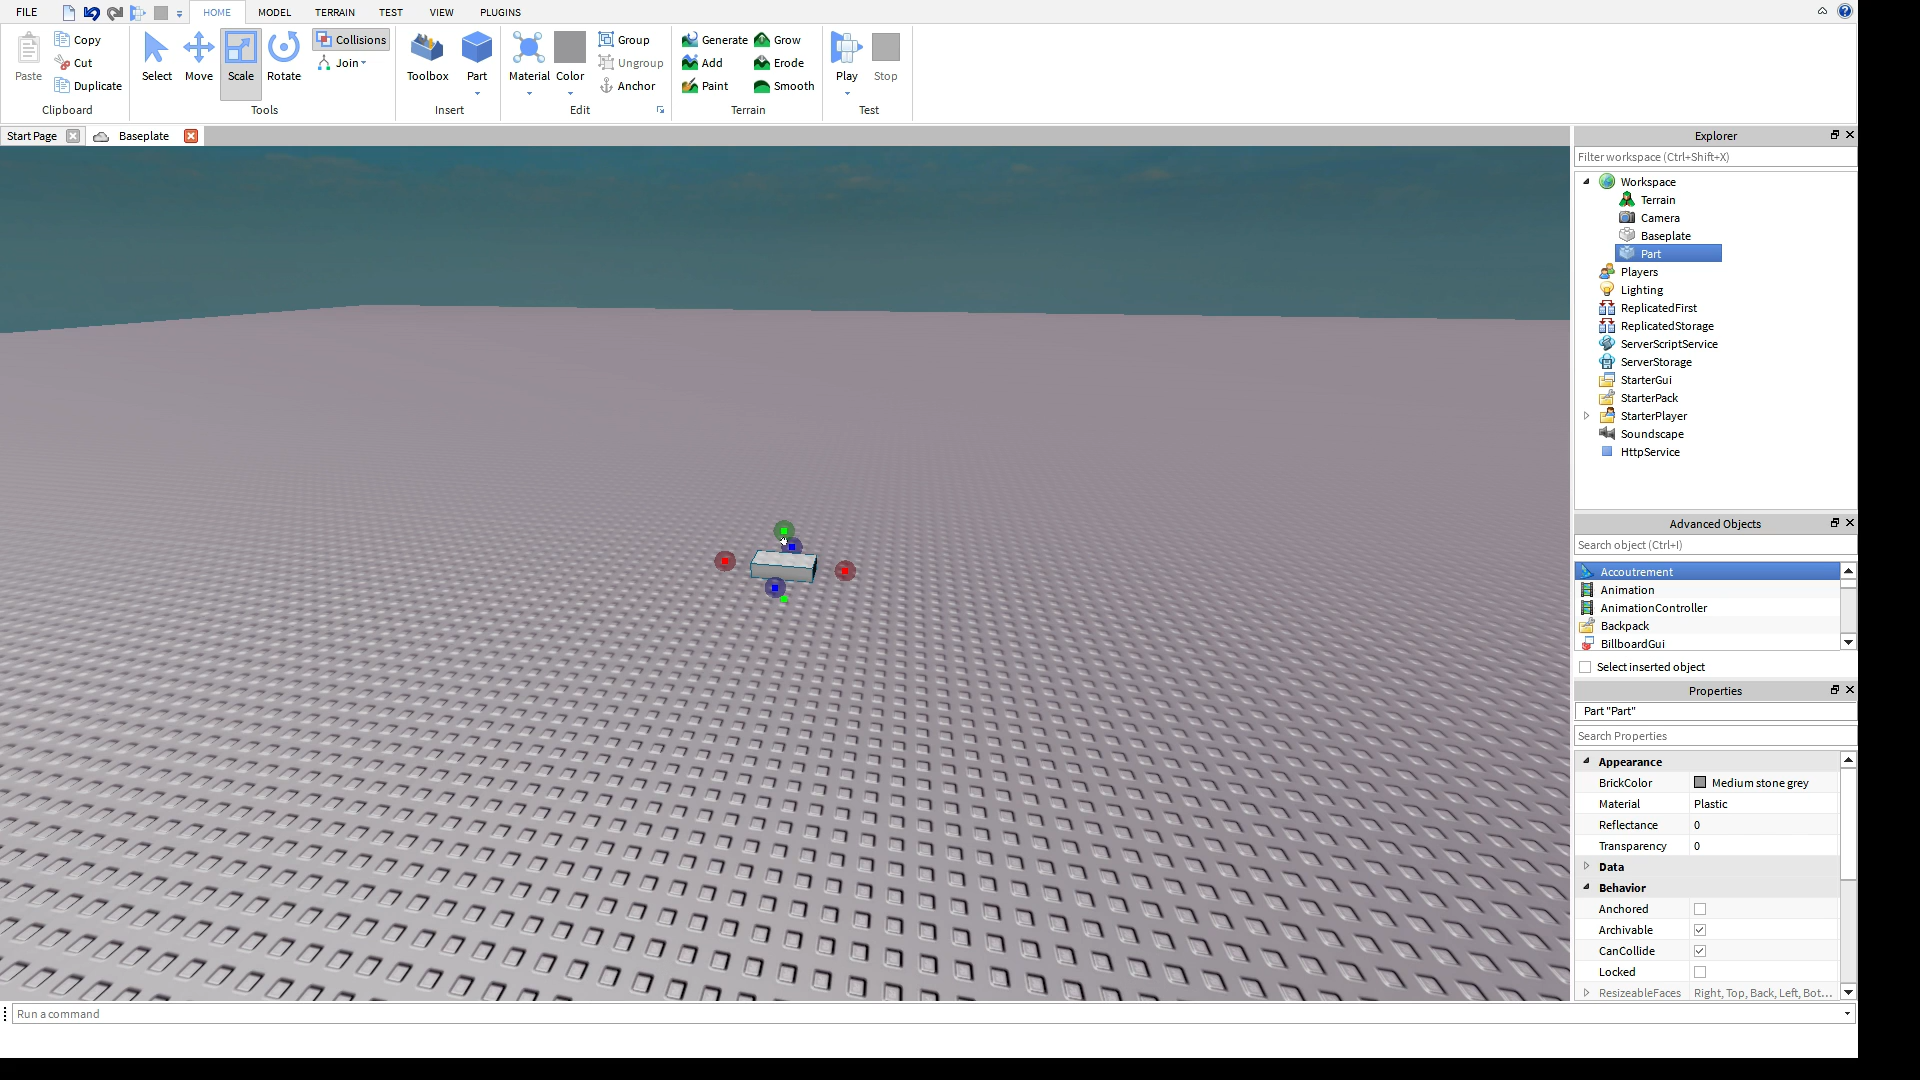 FILE HOME MODEL TERRAIN TEST VIEW PLUGINS
Paste
Copy
Cut
Duplicate
Clipboard
Select Move Scale Rotate
Collisions
Join
Tools
Toolbox Part
Insert
Material Color
Group
Ungroup
Anchor
Edit
Generate Grow
Add Erode
Paint Smooth
Terrain
Play Stop
Test
Start Page Baseplate
Explorer
Filter workspace (Ctrl+Shift+X)
Workspace
Terrain
Camera
Baseplate
Part
Players
Lighting
ReplicatedFirst
ReplicatedStorage
ServerScriptService
ServerStorage
StarterGui
StarterPack
StarterPlayer
Soundscape
HttpService
Advanced Objects
Search object (Ctrl+I)
Accoutrement
Animation
AnimationController
Backpack
BillboardGui
Select inserted object
Properties
Part "Part"
Search Properties
Appearance
BrickColor Medium stone grey
Material Plastic
Reflectance 0
Transparency 0
Data
Behavior
Anchored
Archivable
CanCollide
Locked
ResizeableFaces Right, Top, Back, Left, Bot...
Run a command